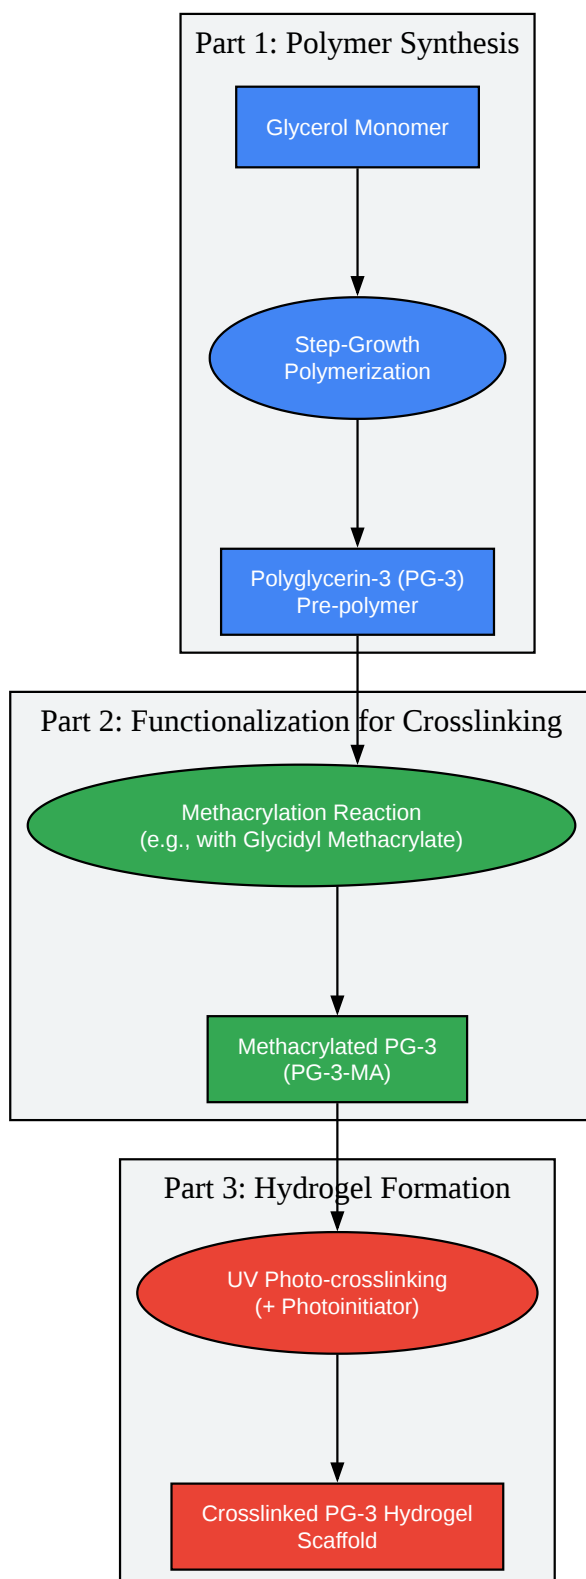 Part 1: Polymer Synthesis
Glycerol Monomer
Step-Growth
Polymerization
Polyglycerin-3 (PG-3)
Pre-polymer
Part 2: Functionalization for Crosslinking
Methacrylation Reaction
(e.g., with Glycidyl Methacrylate)
Methacrylated PG-3
(PG-3-MA)
Part 3: Hydrogel Formation
UV Photo-crosslinking
(+ Photoinitiator)
Crosslinked PG-3 Hydrogel
Scaffold